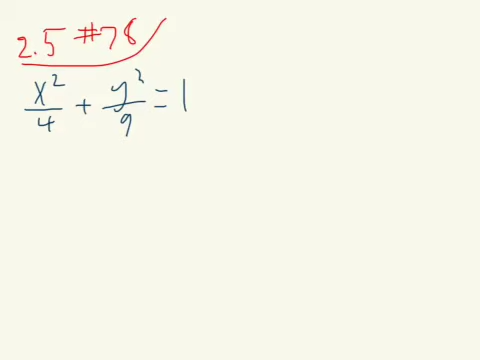 2.5 #78
x²/4 + y²/9 = 1